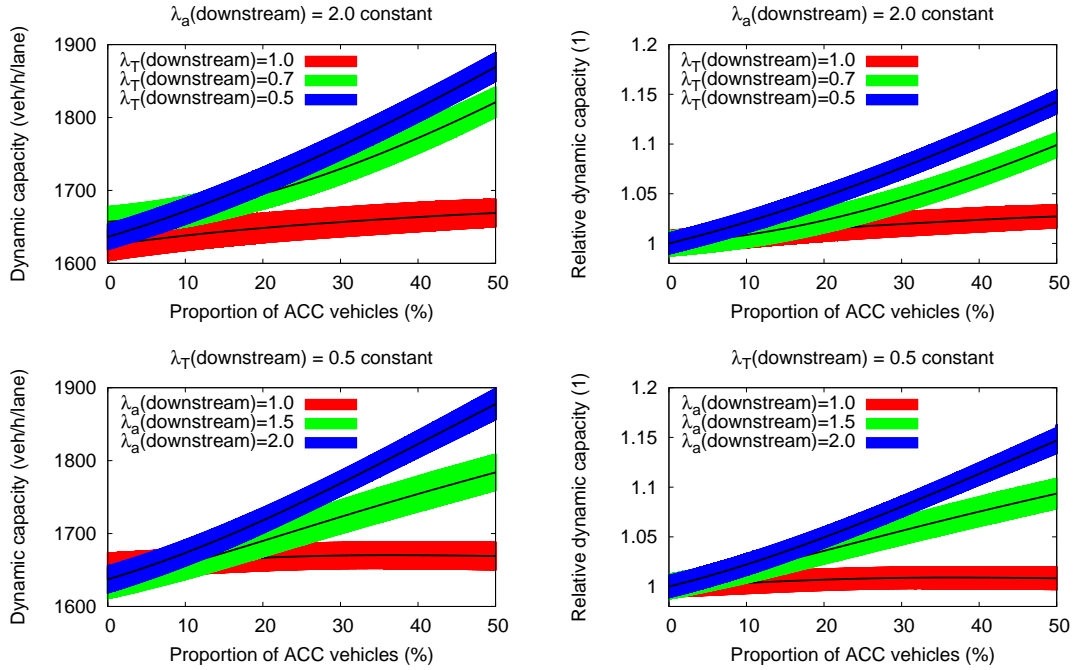 λa(downstream) = 2.0 constant
Dynamic capacity (veh/h/lane)
1900
1800
1700
1600
λT(downstream)=1.0
λT(downstream)=0.7
λT(downstream)=0.5
0 10 20 30 40 50
Proportion of ACC vehicles (%)
λa(downstream) = 2.0 constant
Relative dynamic capacity (1)
1.2
1.15
1.1
1.05
1
λT(downstream)=1.0
λT(downstream)=0.7
λT(downstream)=0.5
0 10 20 30 40 50
Proportion of ACC vehicles (%)
λT(downstream) = 0.5 constant
Dynamic capacity (veh/h/lane)
1900
1800
1700
1600
λa(downstream)=1.0
λa(downstream)=1.5
λa(downstream)=2.0
0 10 20 30 40 50
Proportion of ACC vehicles (%)
λT(downstream) = 0.5 constant
Relative dynamic capacity (1)
1.2
1.15
1.1
1.05
1
λa(downstream)=1.0
λa(downstream)=1.5
λa(downstream)=2.0
0 10 20 30 40 50
Proportion of ACC vehicles (%)